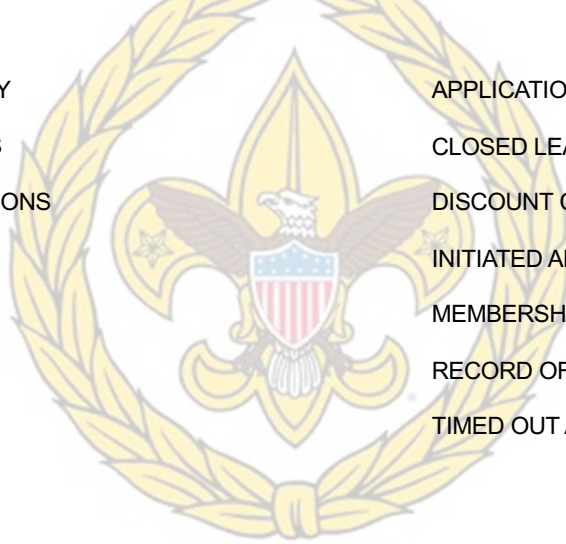 Y
S
ONS
APPLICATIO
CLOSED LEA
DISCOUNT
INITIATED
MEMBERSH
RECORD OF
TIMED OUT